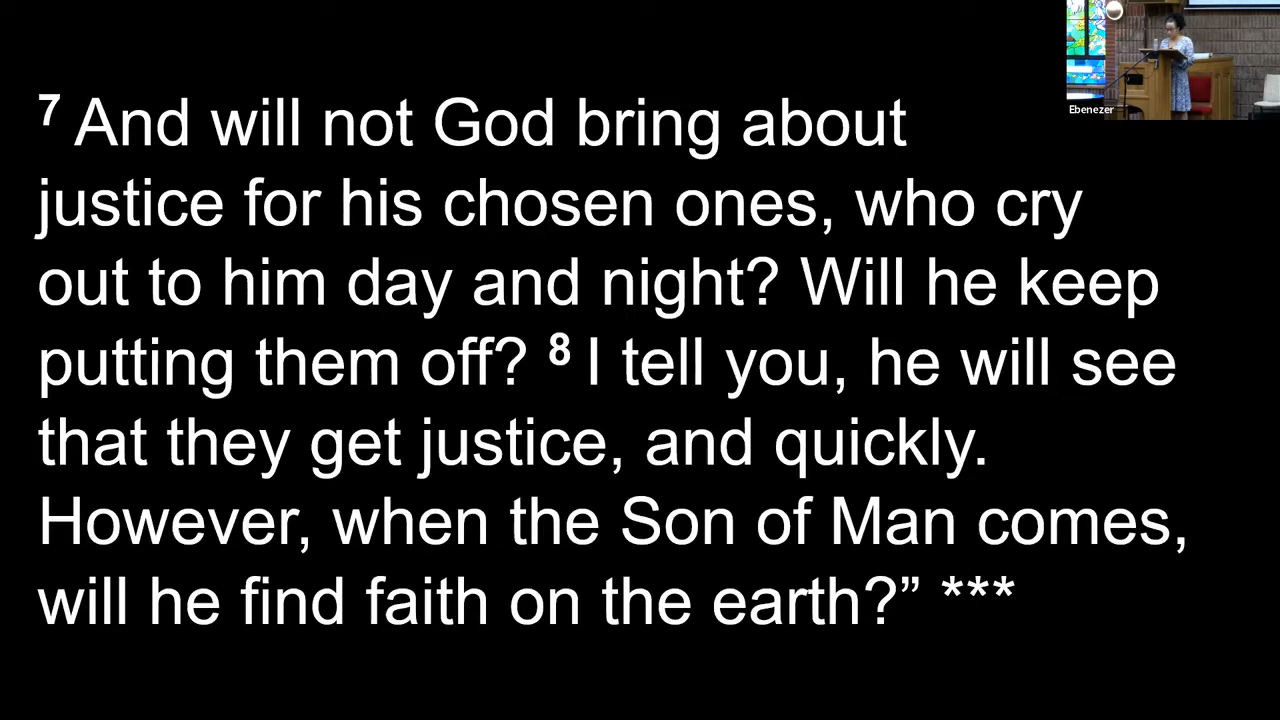 7 And will not God bring about
justice for his chosen ones, who cry
out to him day and night? Will he keep
putting them off? 8 I tell you, he will see
that they get justice, and quickly.
However, when the Son of Man comes,
will he find faith on the earth?” ***
Ebenezer